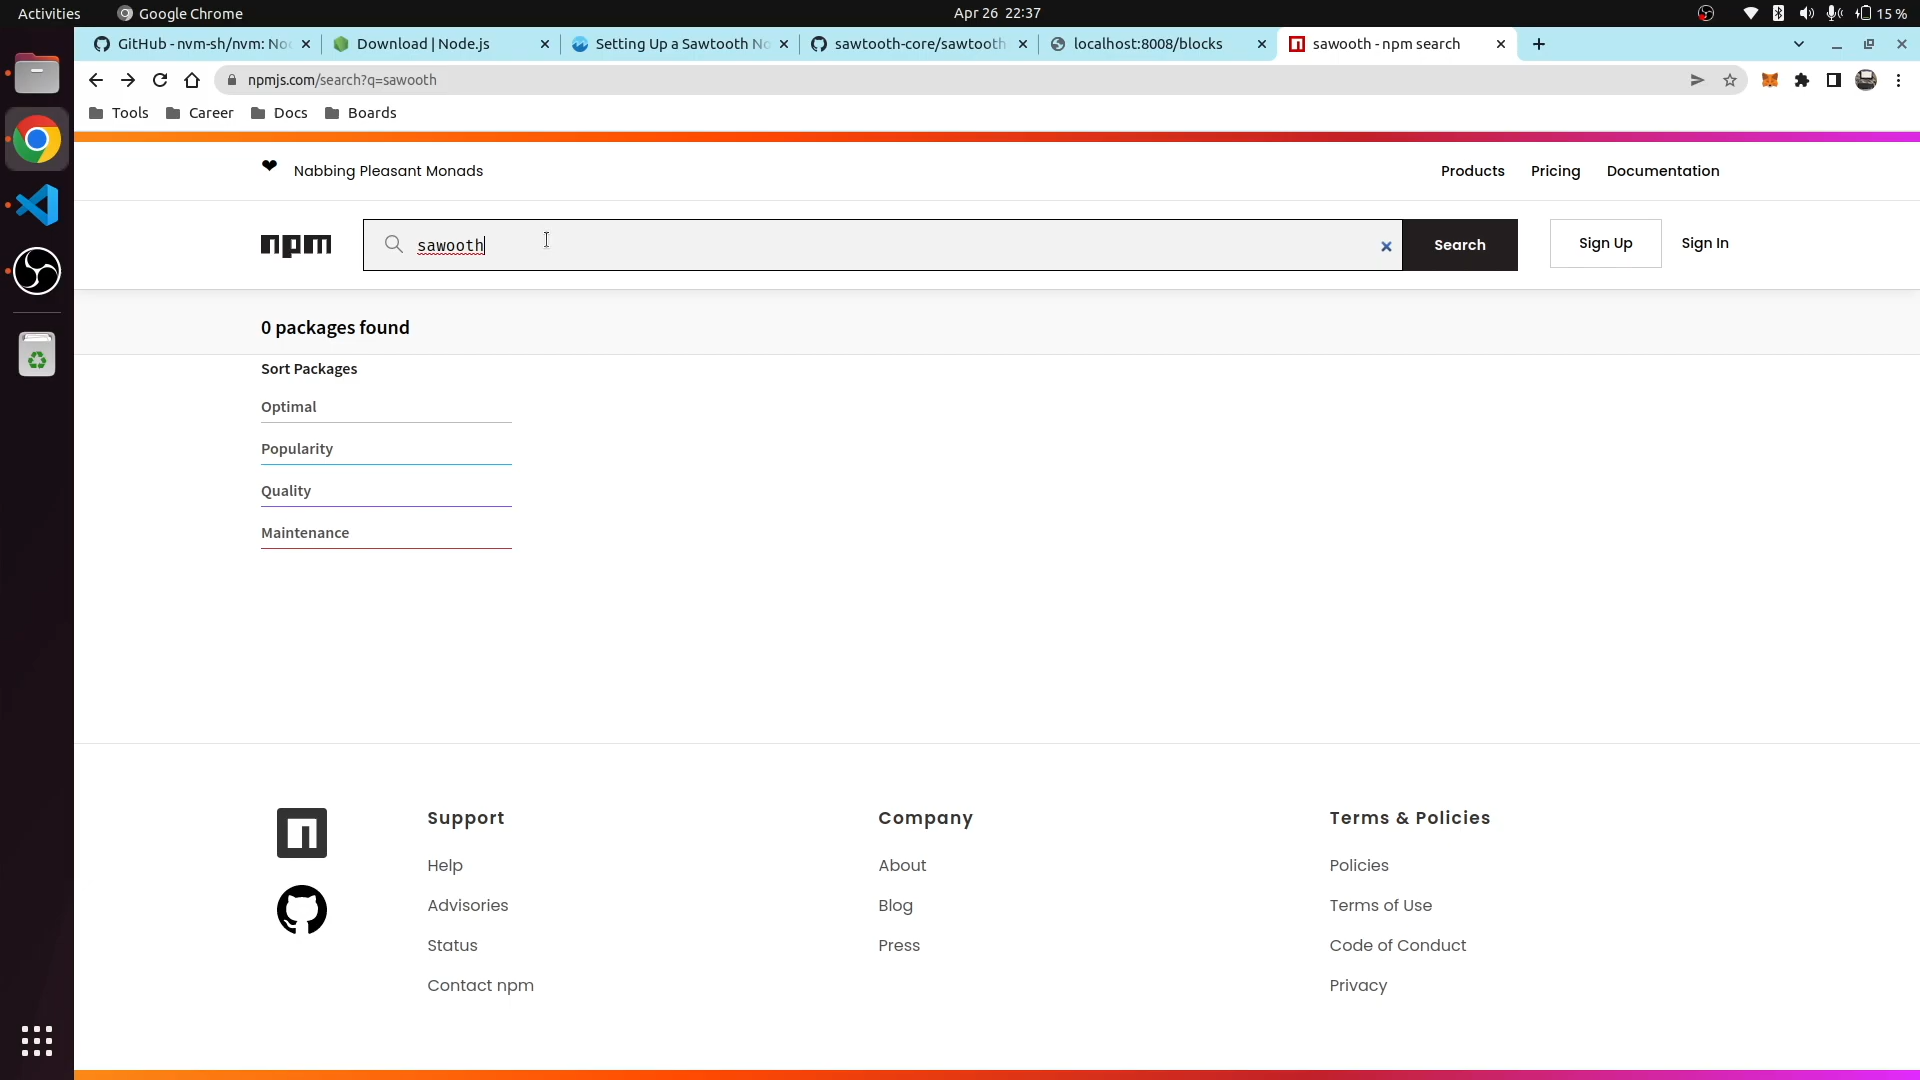 Activities Google Chrome Apr 26 22:37 15 %
GitHub - nvm-sh/nvm: No Download | Node.js Setting Up a Sawtooth No sawtooth-core/sawtooth localhost:8008/blocks sawooth - npm search
npmjs.com/search?q=sawooth
Tools Career Docs Boards
❤ Nabbing Pleasant Monads Products Pricing Documentation
npm sawooth Search Sign Up Sign In
0 packages found
Sort Packages
Optimal
Popularity
Quality
Maintenance
Support
Help
Advisories
Status
Contact npm
Company
About
Blog
Press
Terms & Policies
Policies
Terms of Use
Code of Conduct
Privacy